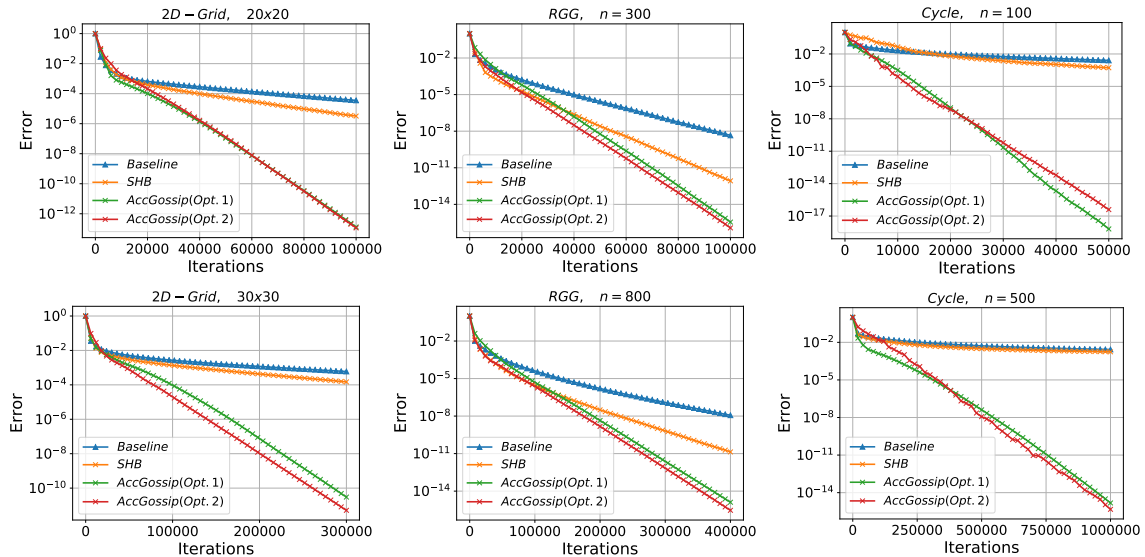 2D − Grid, 20x20
10^0
10^−2
10^−4
10^−6
10^−8
10^−10
10^−12
Error
Baseline
SHB
AccGossip(Opt. 1)
AccGossip(Opt. 2)
0 20000 40000 60000 80000 100000
Iterations
RGG, n = 300
10^−2
10^−5
10^−8
10^−11
10^−14
Error
Baseline
SHB
AccGossip(Opt. 1)
AccGossip(Opt. 2)
0 20000 40000 60000 80000 100000
Iterations
Cycle, n = 100
10^−2
10^−5
10^−8
10^−11
10^−14
10^−17
Error
Baseline
SHB
AccGossip(Opt. 1)
AccGossip(Opt. 2)
0 10000 20000 30000 40000 50000
Iterations
2D − Grid, 30x30
10^0
10^−2
10^−4
10^−6
10^−8
10^−10
Error
Baseline
SHB
AccGossip(Opt. 1)
AccGossip(Opt. 2)
0 100000 200000 300000
Iterations
RGG, n = 800
10^−2
10^−5
10^−8
10^−11
10^−14
Error
Baseline
SHB
AccGossip(Opt. 1)
AccGossip(Opt. 2)
0 100000 200000 300000 400000
Iterations
Cycle, n = 500
10^−2
10^−5
10^−8
10^−11
10^−14
Error
Baseline
SHB
AccGossip(Opt. 1)
AccGossip(Opt. 2)
0 250000 500000 750000 1000000
Iterations